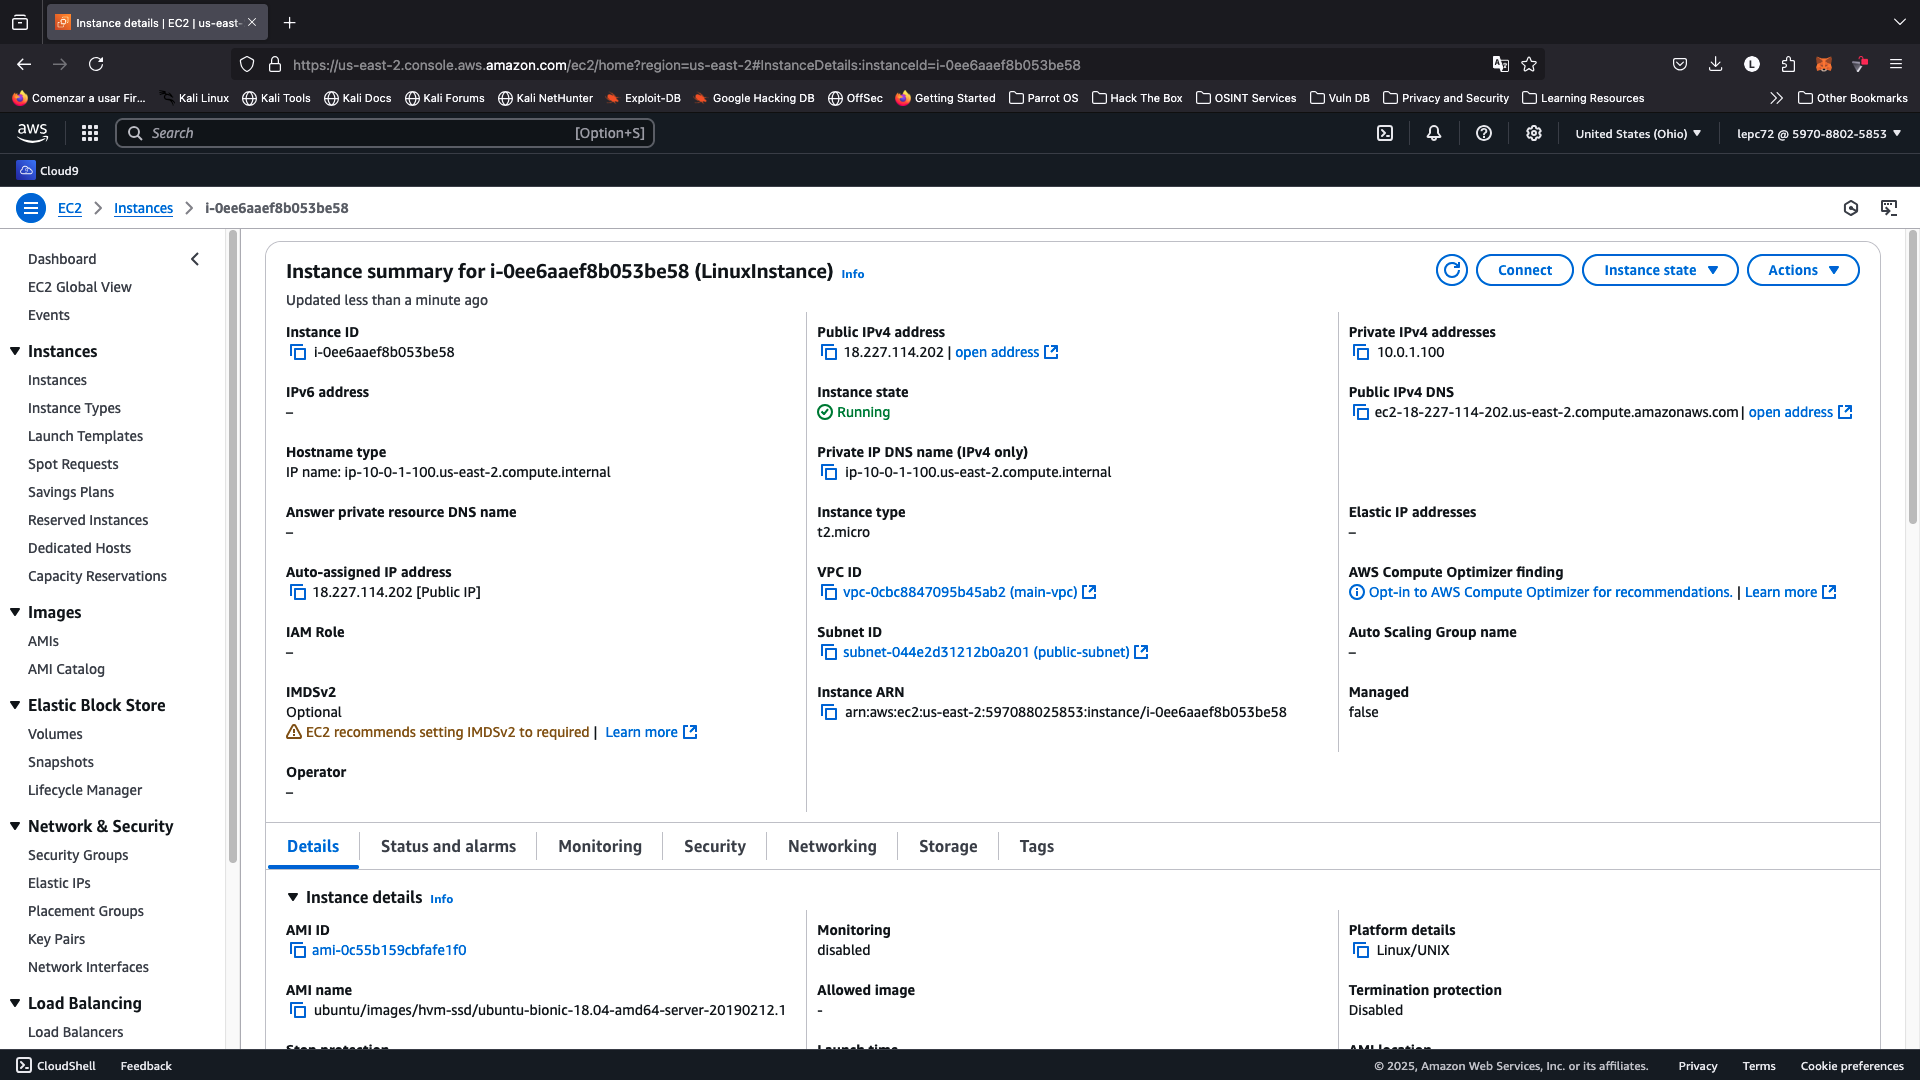 Instance details | EC2 | us-east-
https://us-east-2.console.aws.amazon.com/ec2/home?region=us-east-2#InstanceDetails:instanceId=i-0ee6aaef8b053be58
Comenzar a usar Fir... Kali Linux Kali Tools Kali Docs Kali Forums Kali NetHunter Exploit-DB Google Hacking DB OffSec Getting Started Parrot OS Hack The Box OSINT Services Vuln DB Privacy and Security Learning Resources Other Bookmarks
aws Search [Option+S] United States (Ohio) lepc72 @ 5970-8802-5853
Cloud9
EC2 Instances i-0ee6aaef8b053be58
Dashboard
EC2 Global View
Events
Instances
Instances
Instance Types
Launch Templates
Spot Requests
Savings Plans
Reserved Instances
Dedicated Hosts
Capacity Reservations
Images
AMIs
AMI Catalog
Elastic Block Store
Volumes
Snapshots
Lifecycle Manager
Network & Security
Security Groups
Elastic IPs
Placement Groups
Key Pairs
Network Interfaces
Load Balancing
Load Balancers
Instance summary for i-0ee6aaef8b053be58 (LinuxInstance) Info
Connect Instance state Actions
Updated less than a minute ago
Instance ID
i-0ee6aaef8b053be58
Public IPv4 address
18.227.114.202 | open address
Private IPv4 addresses
10.0.1.100
IPv6 address
–
Instance state
Running
Public IPv4 DNS
ec2-18-227-114-202.us-east-2.compute.amazonaws.com | open address
Hostname type
IP name: ip-10-0-1-100.us-east-2.compute.internal
Private IP DNS name (IPv4 only)
ip-10-0-1-100.us-east-2.compute.internal
Answer private resource DNS name
–
Instance type
t2.micro
Elastic IP addresses
–
Auto-assigned IP address
18.227.114.202 [Public IP]
VPC ID
vpc-0cbc8847095b45ab2 (main-vpc)
AWS Compute Optimizer finding
Opt-in to AWS Compute Optimizer for recommendations. | Learn more
IAM Role
–
Subnet ID
subnet-044e2d31212b0a201 (public-subnet)
Auto Scaling Group name
–
IMDSv2
Optional
EC2 recommends setting IMDSv2 to required | Learn more
Instance ARN
arn:aws:ec2:us-east-2:597088025853:instance/i-0ee6aaef8b053be58
Managed
false
Operator
–
Details Status and alarms Monitoring Security Networking Storage Tags
Instance details Info
AMI ID
ami-0c55b159cbfafe1f0
Monitoring
disabled
Platform details
Linux/UNIX
AMI name
ubuntu/images/hvm-ssd/ubuntu-bionic-18.04-amd64-server-20190212.1
Allowed image
-
Termination protection
Disabled
Stop protection
Launch time
AMI location
CloudShell Feedback
© 2025, Amazon Web Services, Inc. or its affiliates. Privacy Terms Cookie preferences